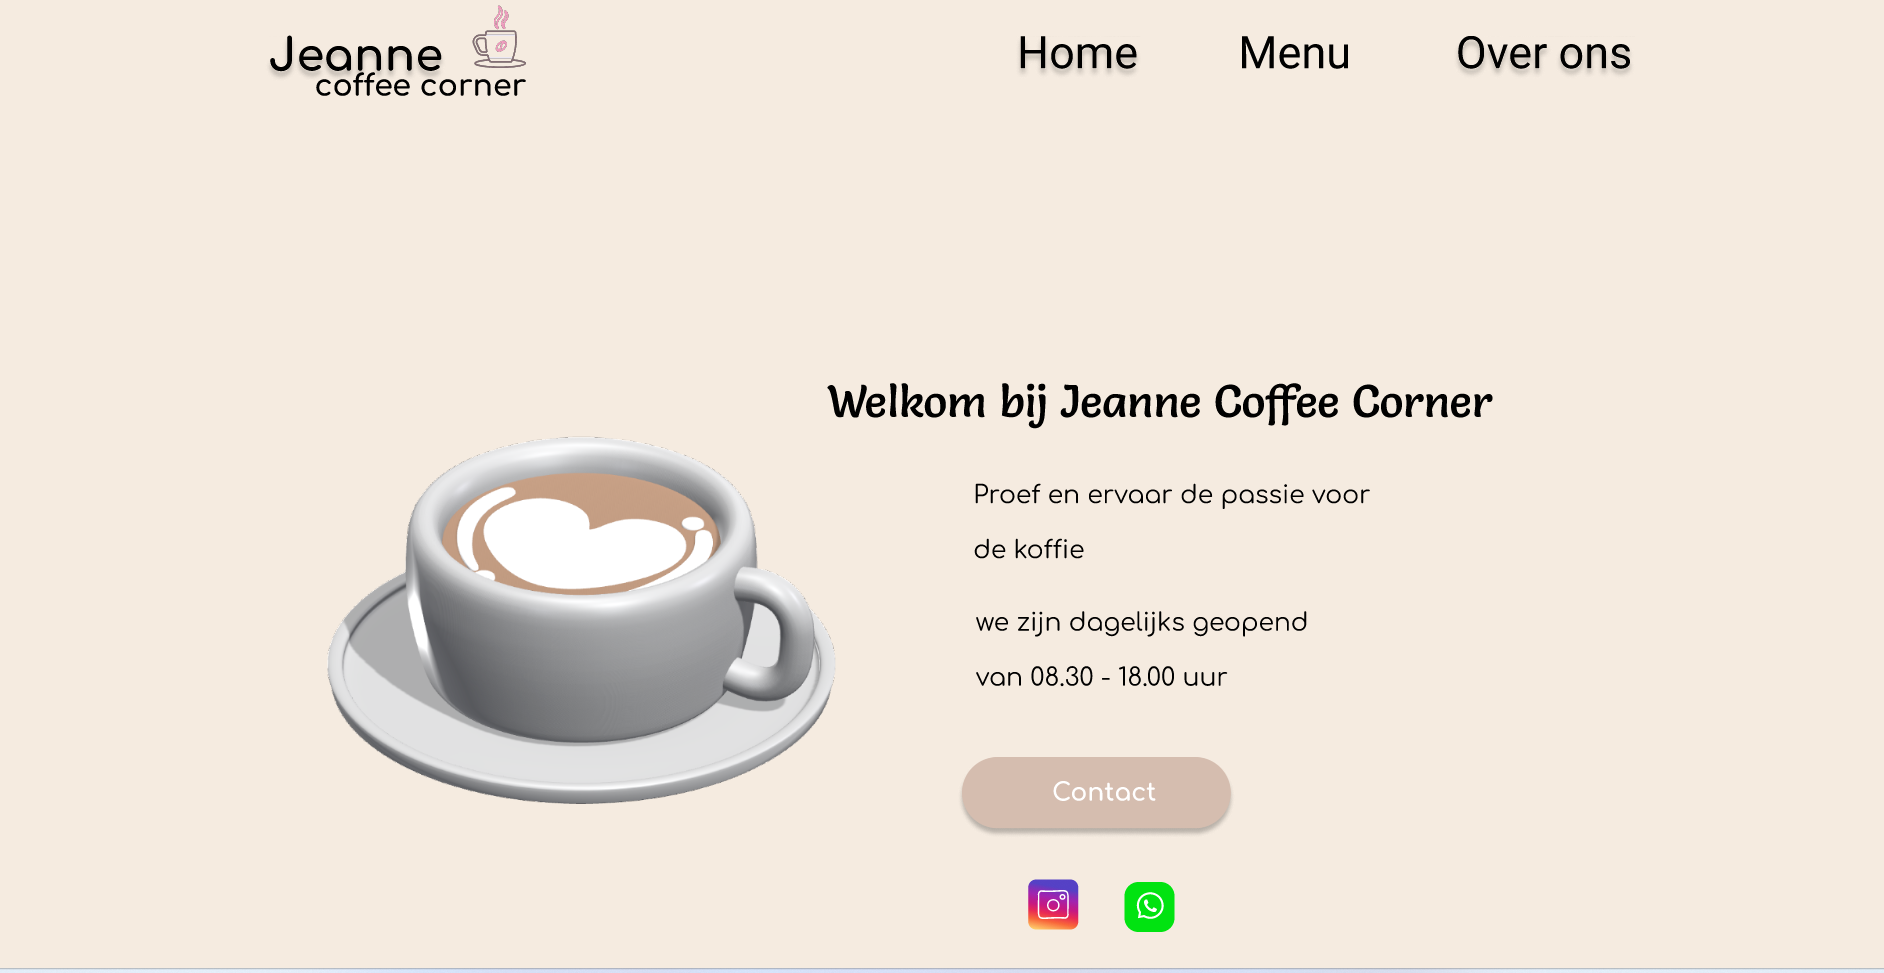 Jeanne
coffee corner
Home
Menu
Over ons
Welkom bij Jeanne Coffee Corner
Proef en ervaar de passie voor
de koffie
we zijn dagelijks geopend
van 08.30 - 18.00 uur
Contact